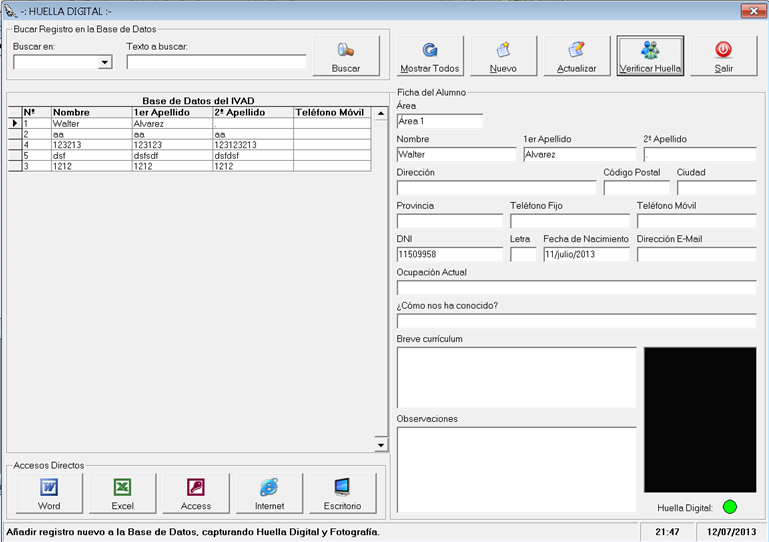 -: HUELLA DIGITAL :-
Bucar Registro en la Base de Datos
Buscar en:
Texto a buscar:
Buscar
Mostrar Todos
Nuevo
Actualizar
Verificar Huella
Salir
Base de Datos del IVAD
Nº Nombre 1er Apellido 2º Apellido Teléfono Móvil
1 Walter Alvarez .
2 aa aa aa
4 123213 123123 123123213
5 dsf dsfsdf dsfdsf
3 1212 1212 1212
Ficha del Alumno
Área
Área 1
Nombre 1er Apellido 2º Apellido
Walter Alvarez .
Dirección Código Postal Ciudad
Provincia Teléfono Fijo Teléfono Móvil
DNI Letra Fecha de Nacimiento Dirección E-Mail
11509958 11/julio/2013
Ocupación Actual
¿Cómo nos ha conocido?
Breve currículum
Observaciones
Huella Digital:
Accesos Directos
Word Excel Access Internet Escritorio
Añadir registro nuevo a la Base de Datos, capturando Huella Digital y Fotografía. 21:47 12/07/2013